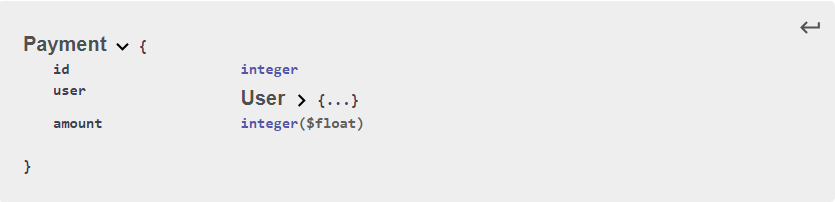 Payment {
id integer
user User {...}
amount integer($float)
}